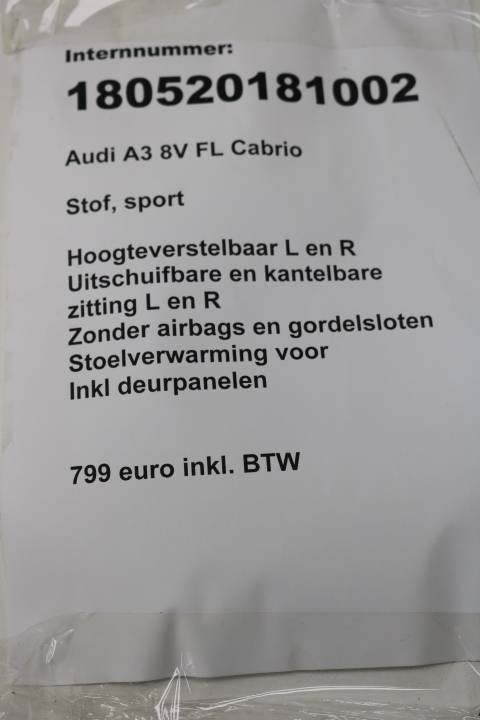 Internnummer:
180520181002
Audi A3 8V FL Cabrio
Stof, sport
Hoogteverstelbaar L en R
Uitschuifbare en kantelbare
zitting L en R
Zonder airbags en gordelsloten
Stoelverwarming voor
Inkl deurpanelen
799 euro inkl. BTW